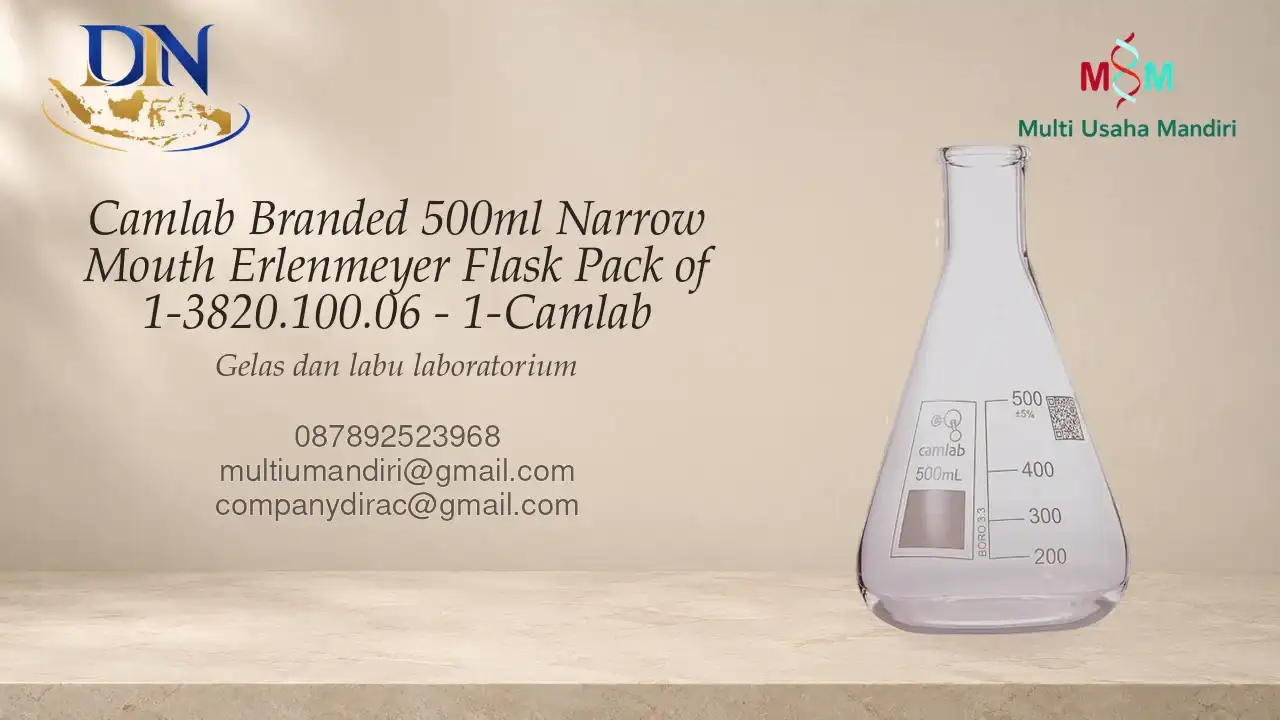 DIN
M M
Multi Usaha Mandiri
Camlab Branded 500ml Narrow
Mouth Erlenmeyer Flask Pack of
1-3820.100.06 - 1-Camlab
Gelas dan labu laboratorium
087892523968
multiumandiri@gmail.com
companydirac@gmail.com
camlab
500mL
BORO 3.3
500
±5%
400
300
200